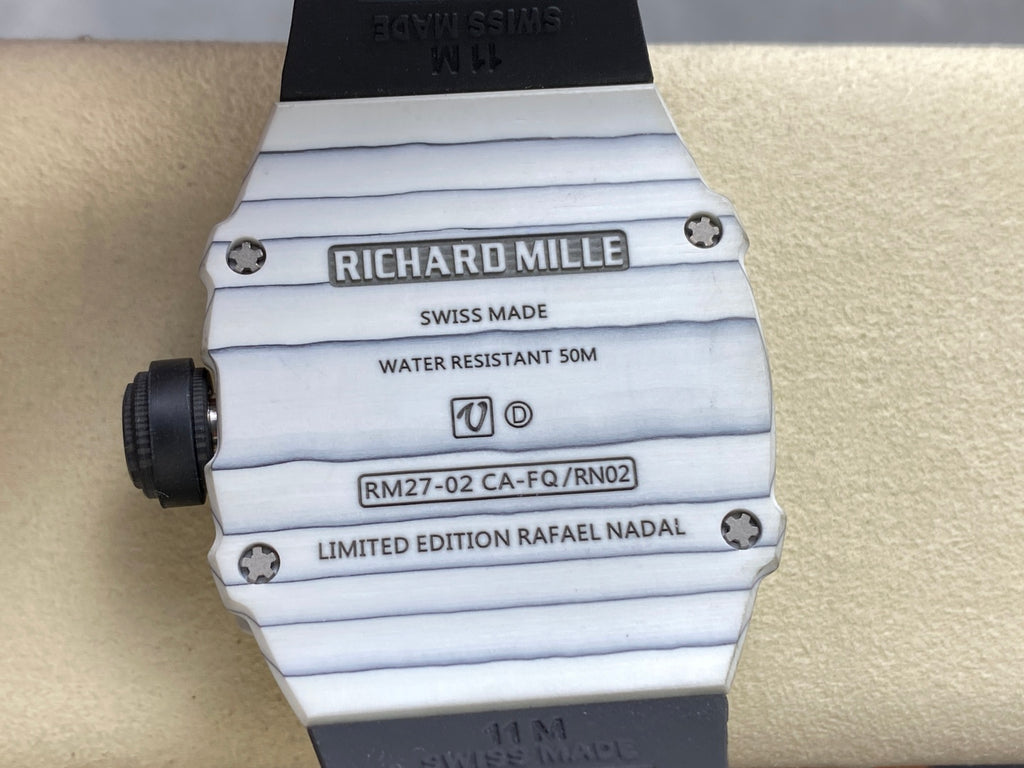 SWISS MADE
11 M
RICHARD MILLE
SWISS MADE
WATER RESISTANT 50M
V D
RM27-02 CA-FQ/RN02
LIMITED EDITION RAFAEL NADAL
11 M
SWISS MADE